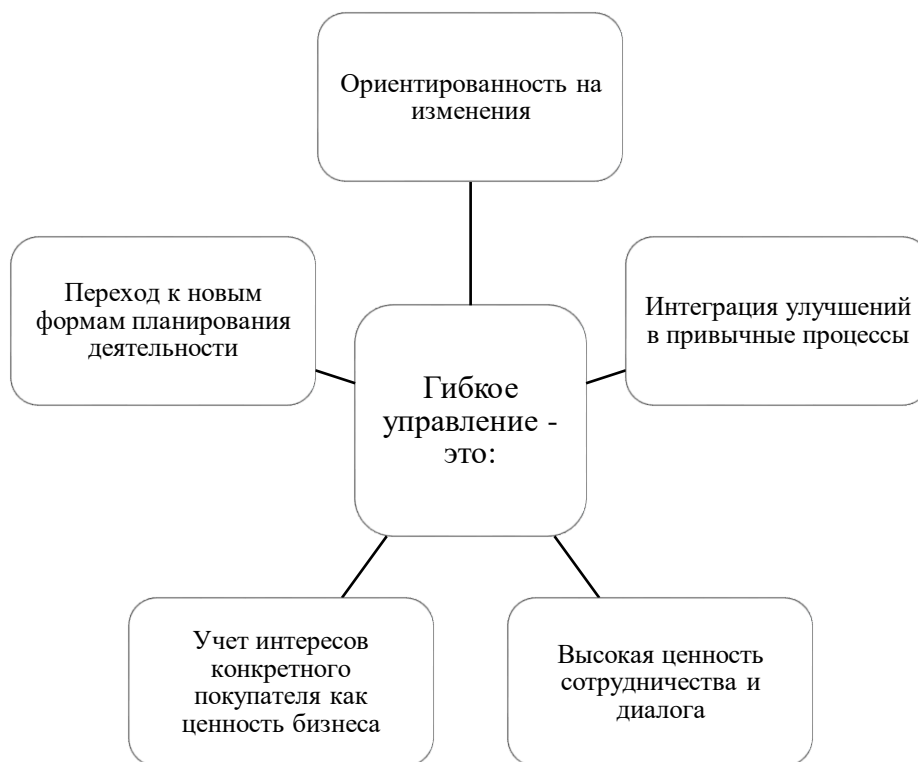 Ориентированность на
изменения
Переход к новым
формам планирования
деятельности
Интеграция улучшений
в привычные процессы
Гибкое
управление -
это:
Учет интересов
конкретного
покупателя как
ценность бизнеса
Высокая ценность
сотрудничества и
диалога